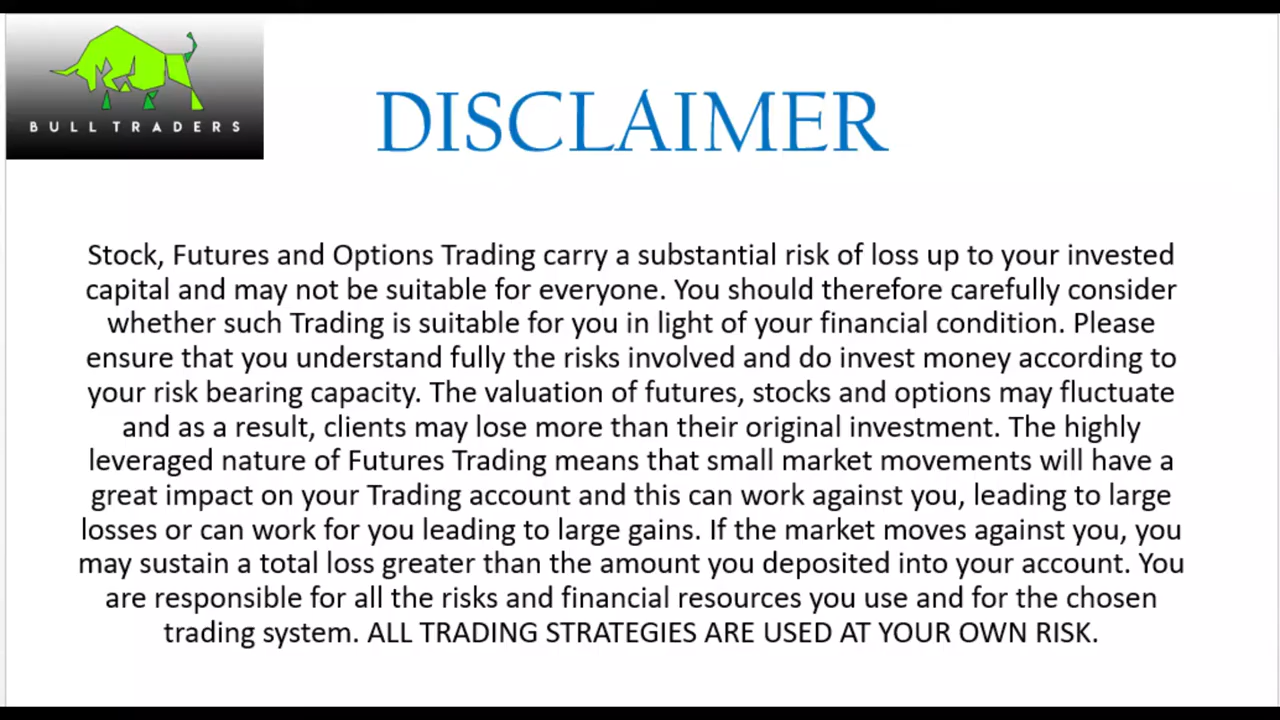 BULL TRADERS
DISCLAIMER
Stock, Futures and Options Trading carry a substantial risk of loss up to your invested
capital and may not be suitable for everyone. You should therefore carefully consider
whether such Trading is suitable for you in light of your financial condition. Please
ensure that you understand fully the risks involved and do invest money according to
your risk bearing capacity. The valuation of futures, stocks and options may fluctuate
and as a result, clients may lose more than their original investment. The highly
leveraged nature of Futures Trading means that small market movements will have a
great impact on your Trading account and this can work against you, leading to large
losses or can work for you leading to large gains. If the market moves against you, you
may sustain a total loss greater than the amount you deposited into your account. You
are responsible for all the risks and financial resources you use and for the chosen
trading system. ALL TRADING STRATEGIES ARE USED AT YOUR OWN RISK.